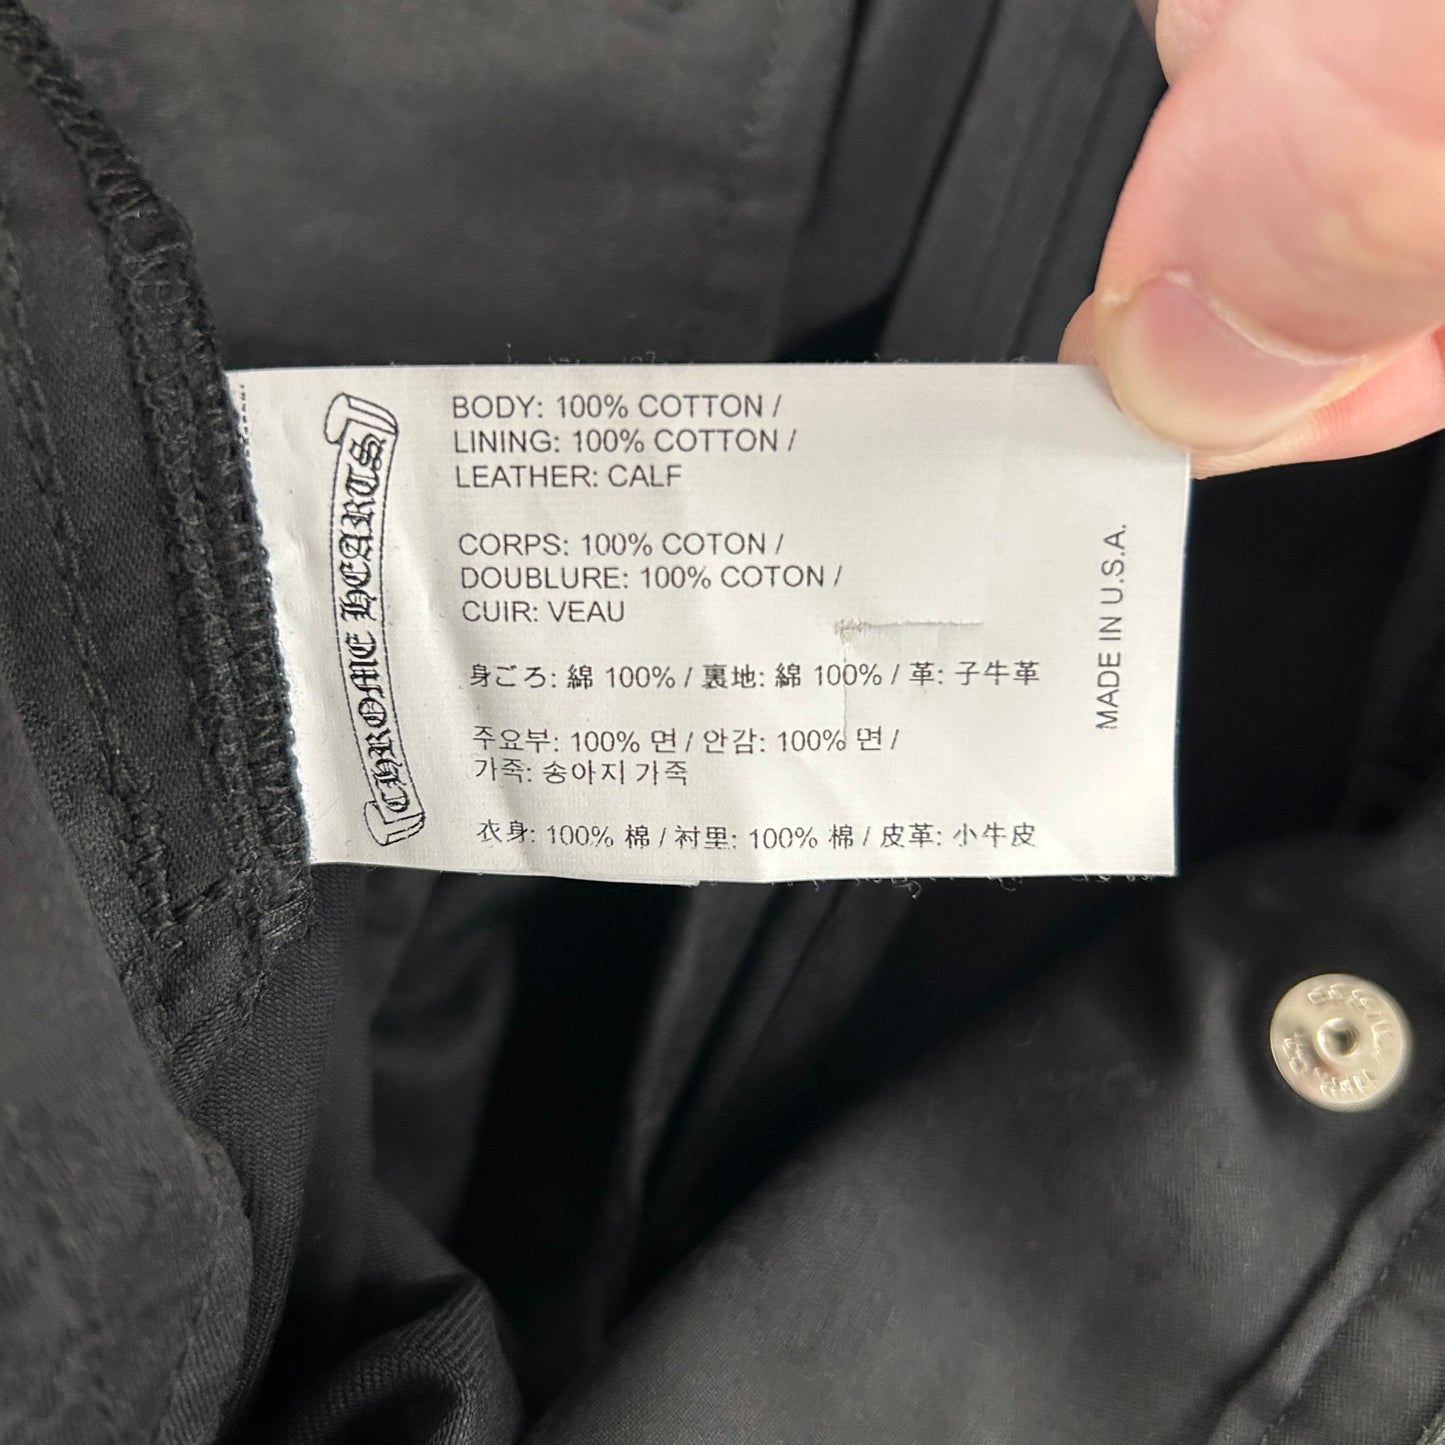 CHROME HEARTS
BODY: 100% COTTON /
LINING: 100% COTTON /
LEATHER: CALF
CORPS: 100% COTON /
DOUBLURE: 100% COTON /
CUIR: VEAU
身ごろ: 綿 100% / 裏地: 綿 100% / 革: 子牛革
주요부: 100% 면 / 안감: 100% 면 /
가죽: 송아지 가죽
衣身: 100% 棉 / 衬里: 100% 棉 / 皮革: 小牛皮
MADE IN U.S.A.